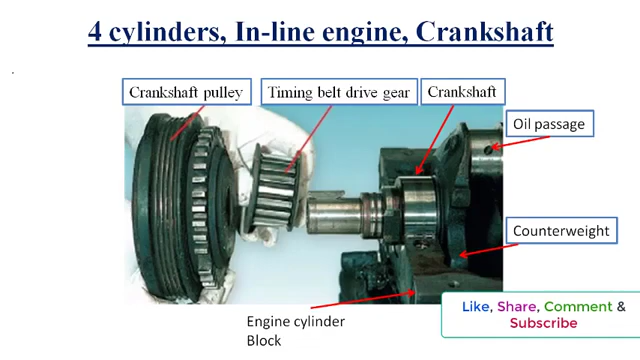 4 cylinders, In-line engine, Crankshaft
Crankshaft pulley
Timing belt drive gear
Crankshaft
Oil passage
Counterweight
Engine cylinder
Block
Like, Share, Comment &
Subscribe